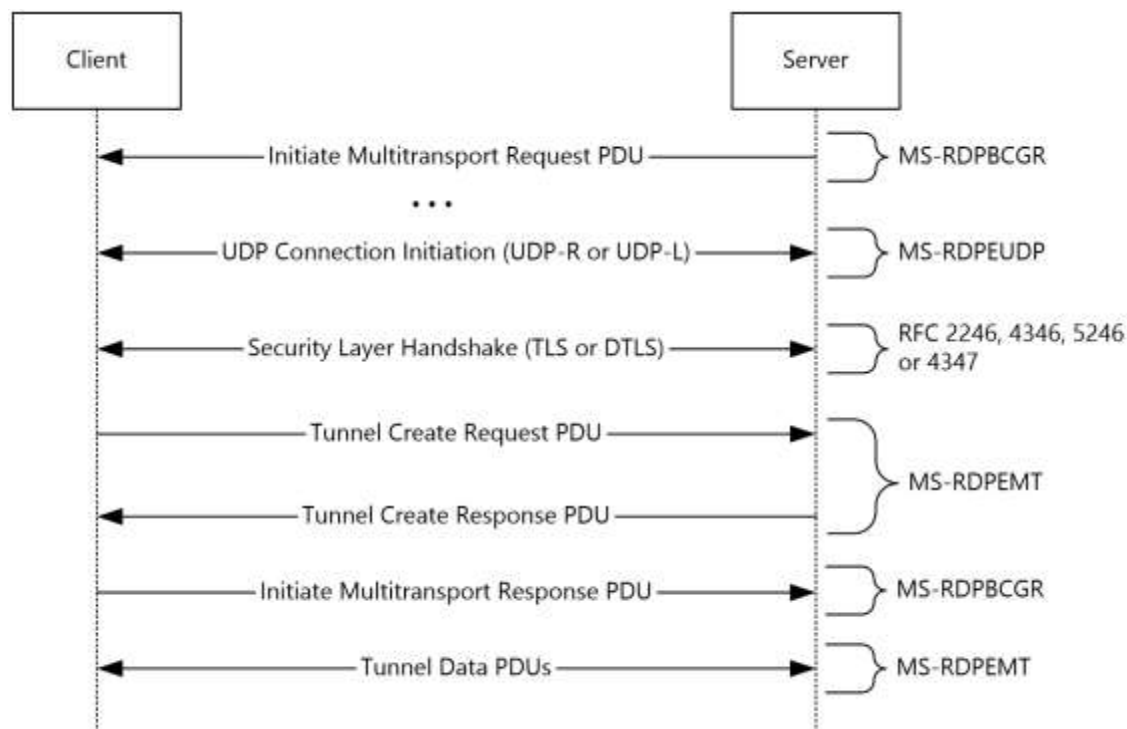 Client
Server
Initiate Multitransport Request PDU
MS-RDPBCGR
...
UDP Connection Initiation (UDP-R or UDP-L)
MS-RDPEUDP
Security Layer Handshake (TLS or DTLS)
RFC 2246, 4346, 5246
or 4347
Tunnel Create Request PDU
MS-RDPEMT
Tunnel Create Response PDU
Initiate Multitransport Response PDU
MS-RDPBCGR
Tunnel Data PDUs
MS-RDPEMT